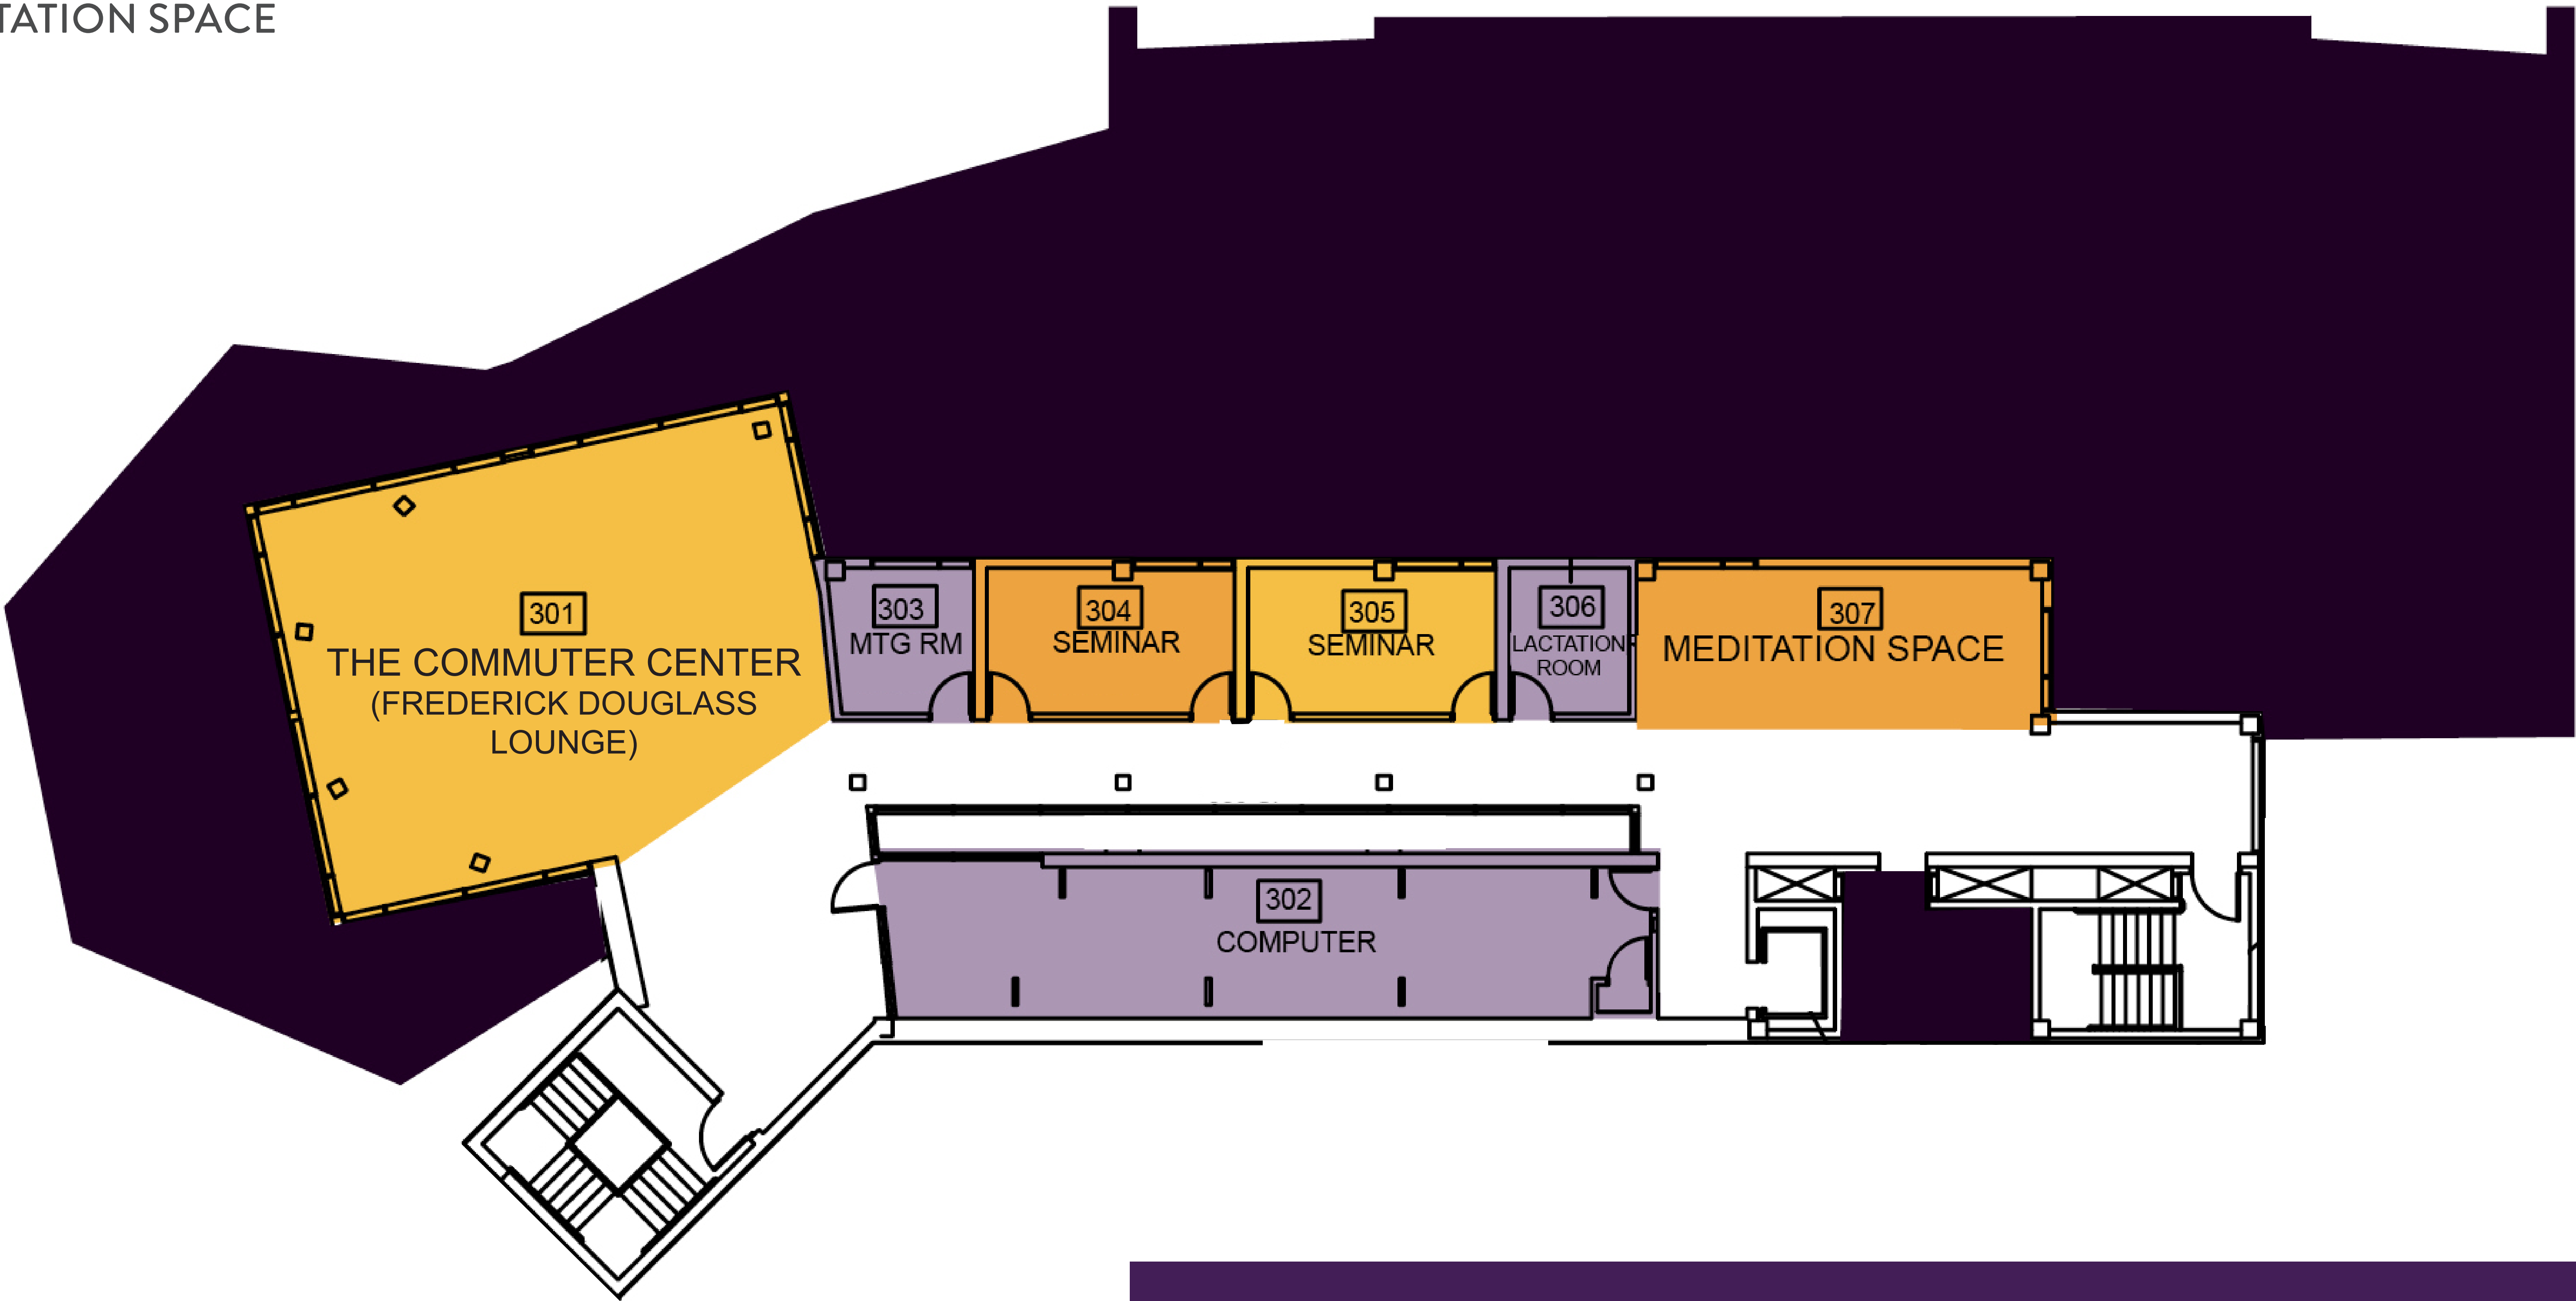 TATION SPACE
301
THE COMMUTER CENTER
(FREDERICK DOUGLASS
LOUNGE)
303
MTG RM
304
SEMINAR
305
SEMINAR
306
LACTATION
ROOM
307
MEDITATION SPACE
302
COMPUTER